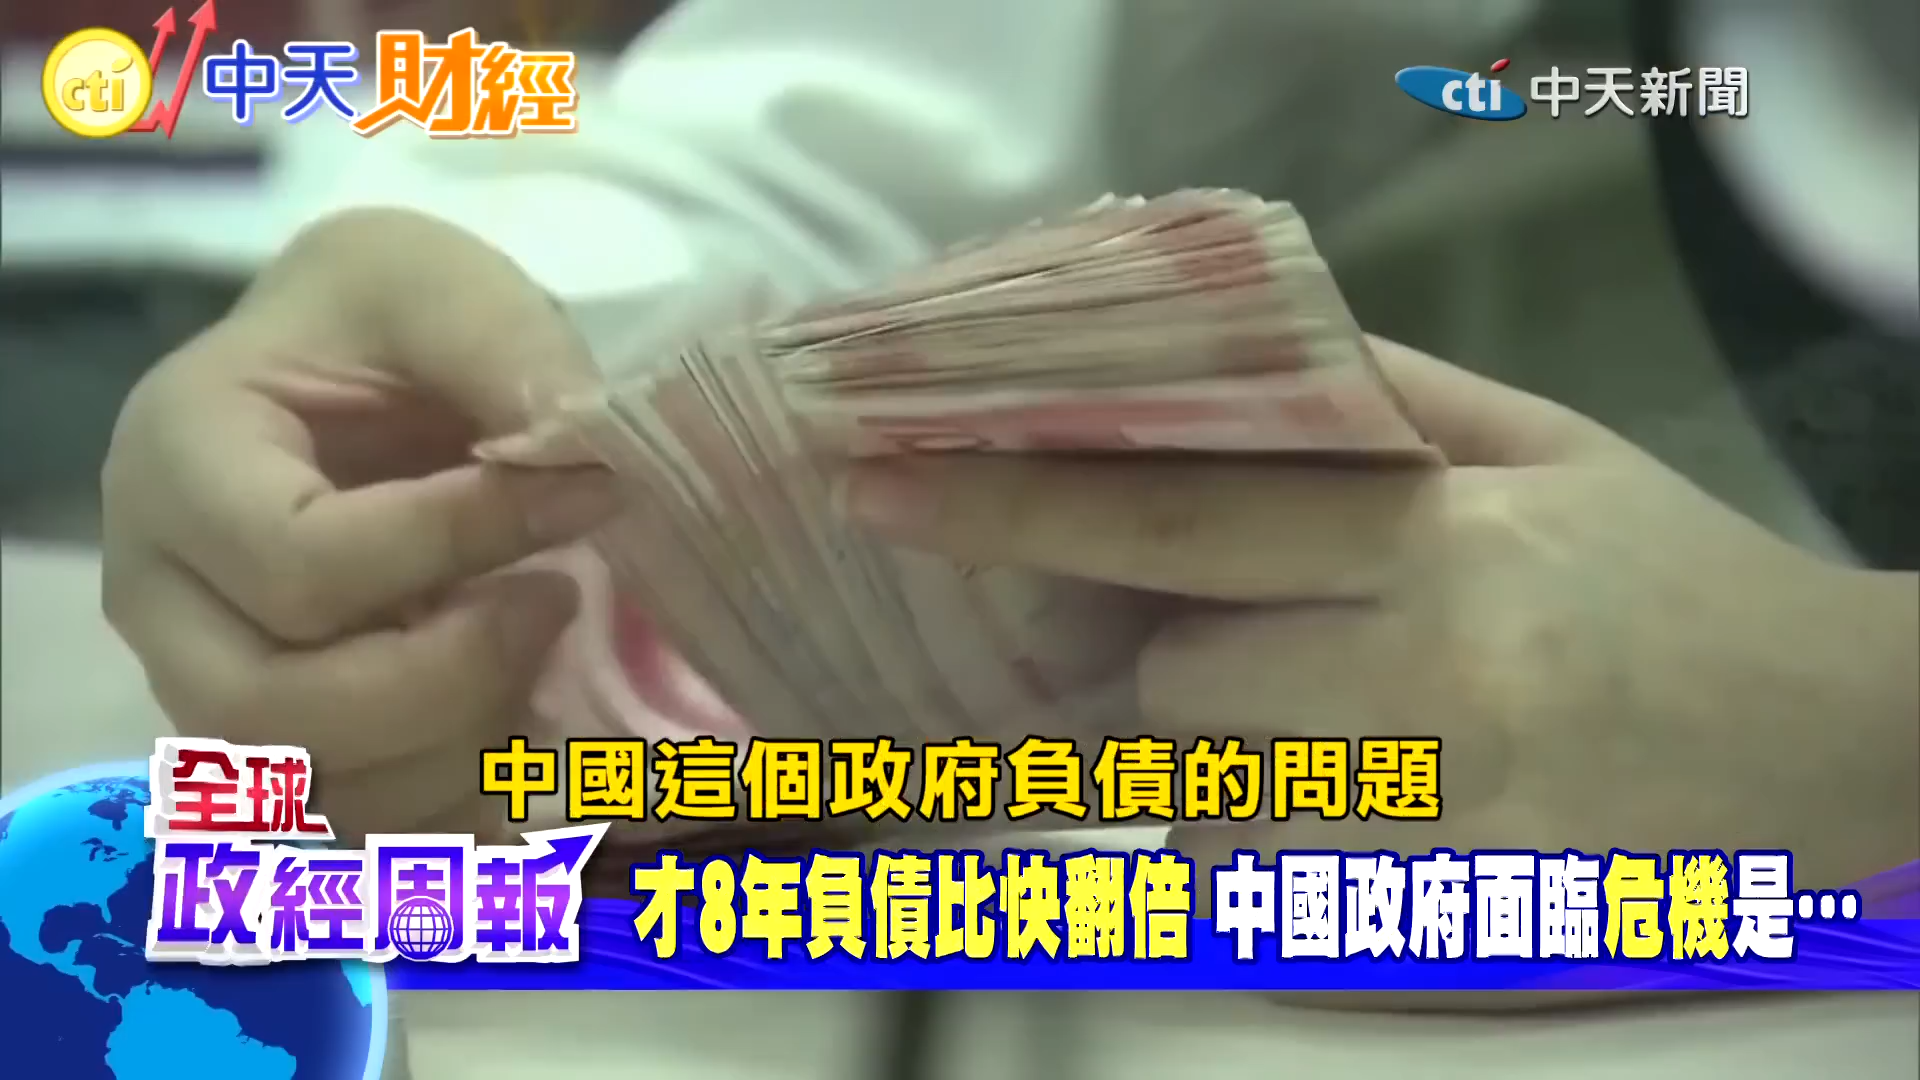 cti 中天財經
cti 中天新聞
中國這個政府負債的問題
全球
政經周報
才8年負債比快翻倍 中國政府面臨危機是…